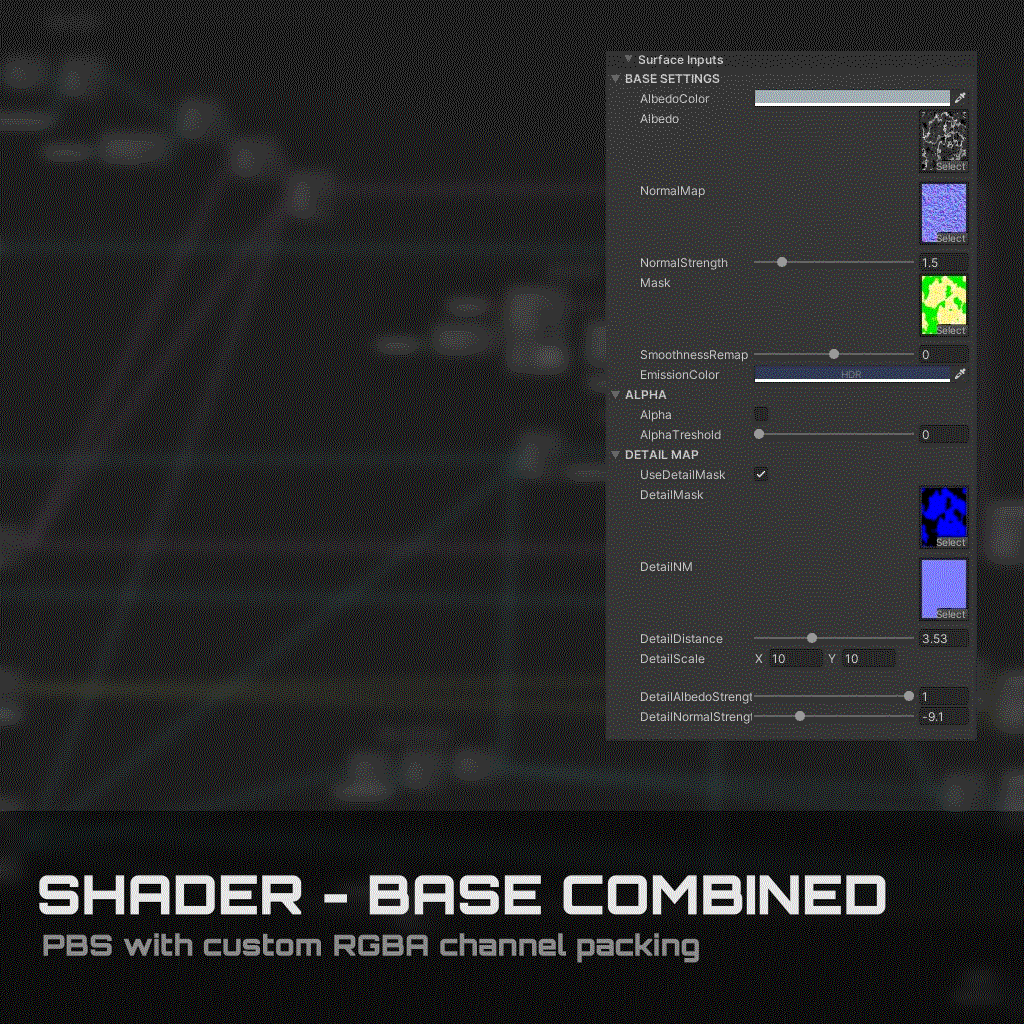 Surface Inputs
BASE SETTINGS
AlbedoColor
Albedo
Select
NormalMap
Select
NormalStrength 1.5
Mask
Select
SmoothnessRemap 0
EmissionColor HDR
ALPHA
Alpha
AlphaTreshold 0
DETAIL MAP
UseDetailMask
DetailMask
Select
DetailNM
Select
DetailDistance 3.53
DetailScale X 10 Y 10
DetailAlbedoStrengt 1
DetailNormalStrengt -9.1
SHADER - BASE COMBINED
PBS with custom RGBA channel packing